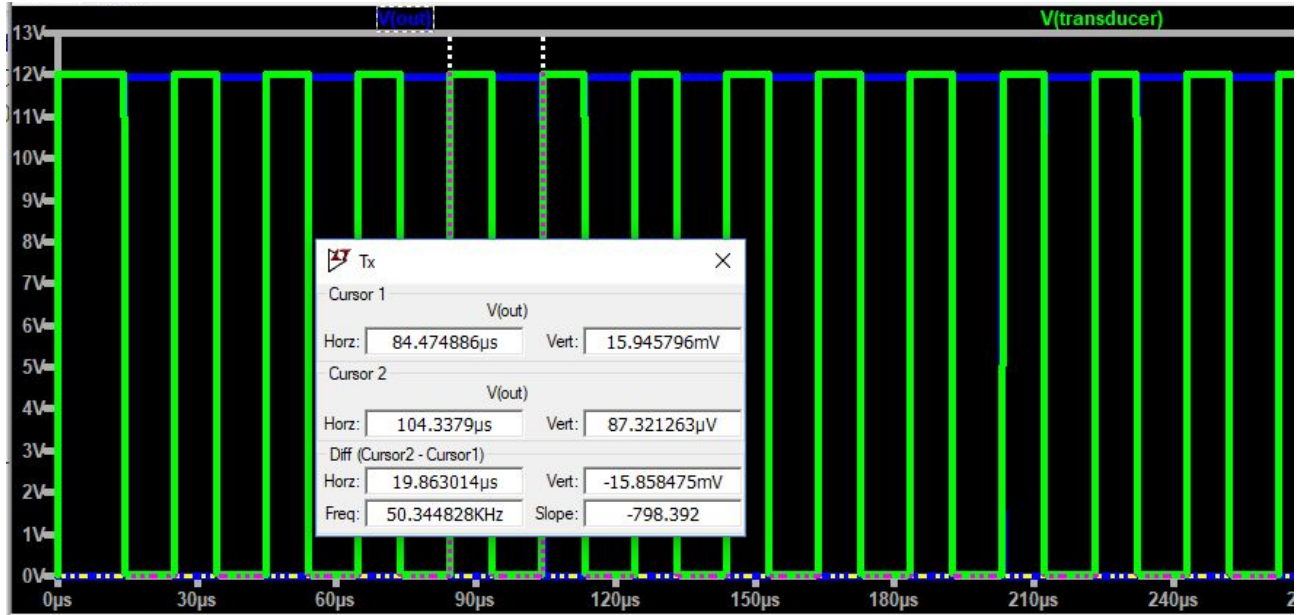 V(out) V(transducer)
13V
12V
11V
10V
9V
8V
7V
6V
5V
4V
3V
2V
1V
0V
Tx
Cursor 1
V(out)
Horz: 84.474886µs Vert: 15.945796mV
Cursor 2
V(out)
Horz: 104.3379µs Vert: 87.321263µV
Diff (Cursor2 - Cursor1)
Horz: 19.863014µs Vert: -15.858475mV
Freq: 50.344828KHz Slope: -798.392
0µs 30µs 60µs 90µs 120µs 150µs 180µs 210µs 240µs